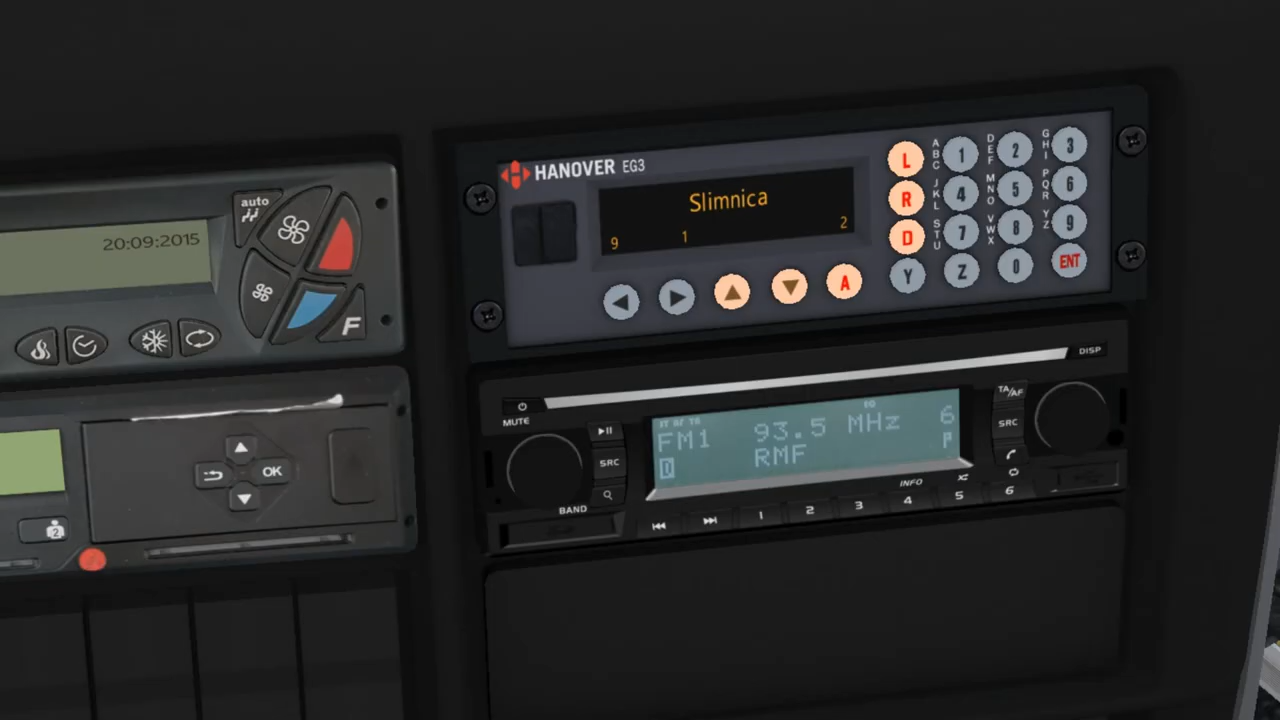 auto
20:09:2015
F
OK
2
HANOVER EG3
Slimnica
9 1 2
L ABC 1 DEF 2 GHI 3
R JKL 4 MNO 5 PQR 6
D STU 7 VWX 8 YZ 9
A Y Z 0 ENT
DISP
MUTE
SRC
BAND
EQ
FM1 93.5 MHz 6
D RMF P
TA/AF
SRC
INFO
1 2 3 4 5 6